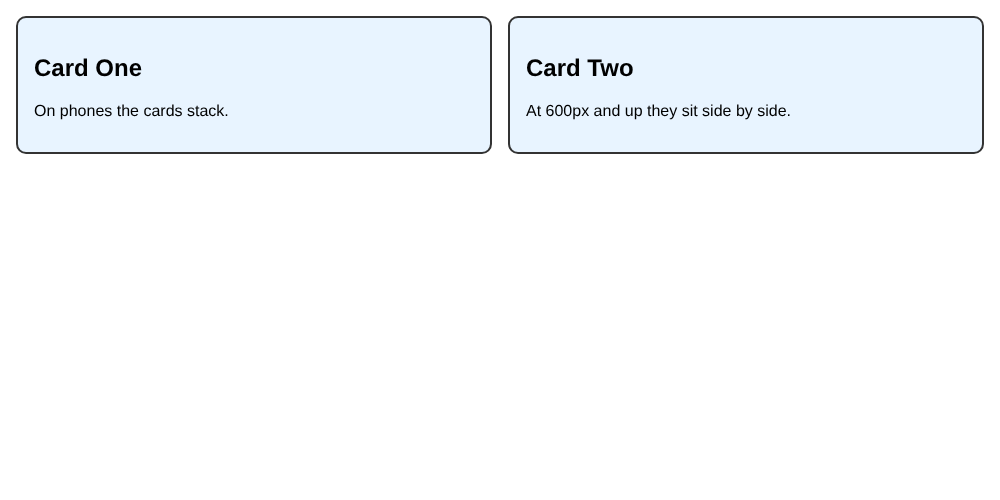 Card One
On phones the cards stack.
Card Two
At 600px and up they sit side by side.